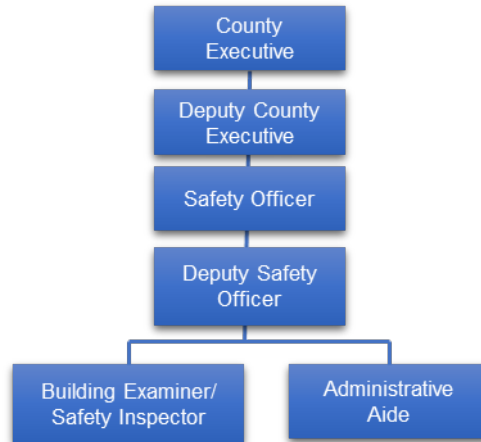 County
Executive
Deputy County
Executive
Safety Officer
Deputy Safety
Officer
Building Examiner/
Safety Inspector
Administrative
Aide